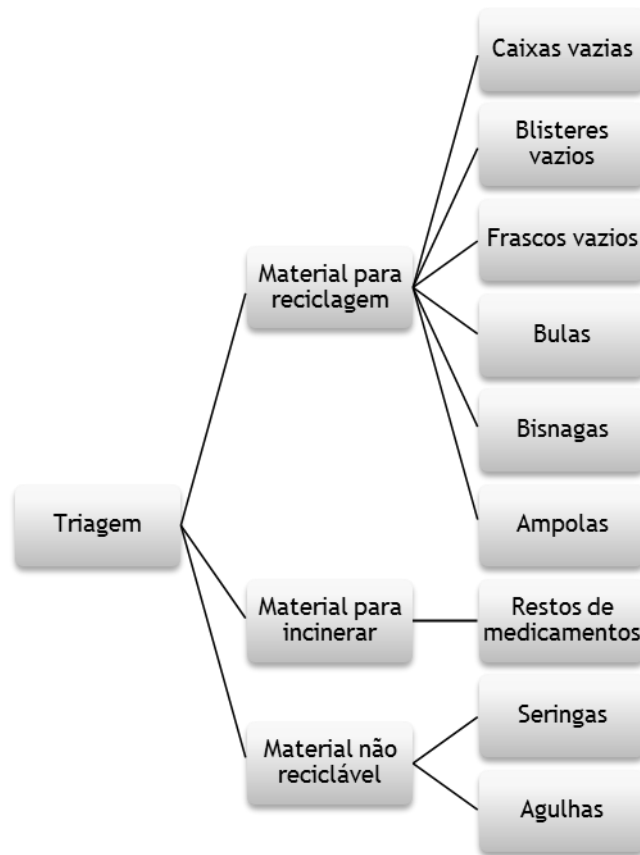 Caixas vazias
Blisteres
vazios
Frascos vazios
Material para
reciclagem
Bulas
Bisnagas
Triagem
Ampolas
Material para
incinerar
Restos de
medicamentos
Seringas
Material não
reciclável
Agulhas